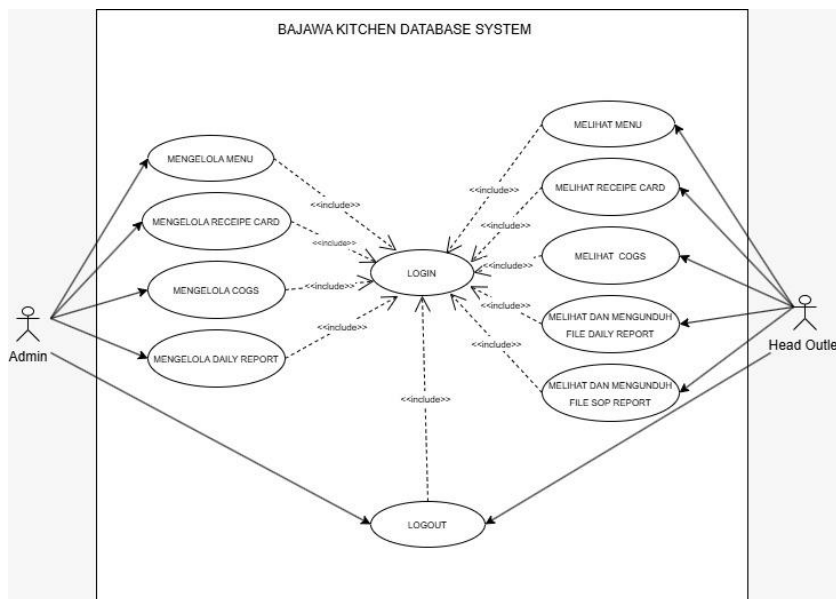 BAJAWA KITCHEN DATABASE SYSTEM
MENGELOLA MENU
MENGELOLA RECEIPE CARD
MENGELOLA COGS
MENGELOLA DAILY REPORT
Admin
<<include>>
<<include>>
<<include>>
<<include>>
LOGIN
<<include>>
<<include>>
<<include>>
<<include>>
<<include>>
<<include>>
LOGOUT
MELIHAT MENU
MELIHAT RECEIPE CARD
MELIHAT COGS
MELIHAT DAN MENGUNDUH
FILE DAILY REPORT
MELIHAT DAN MENGUNDUH
FILE SOP REPORT
Head Outle